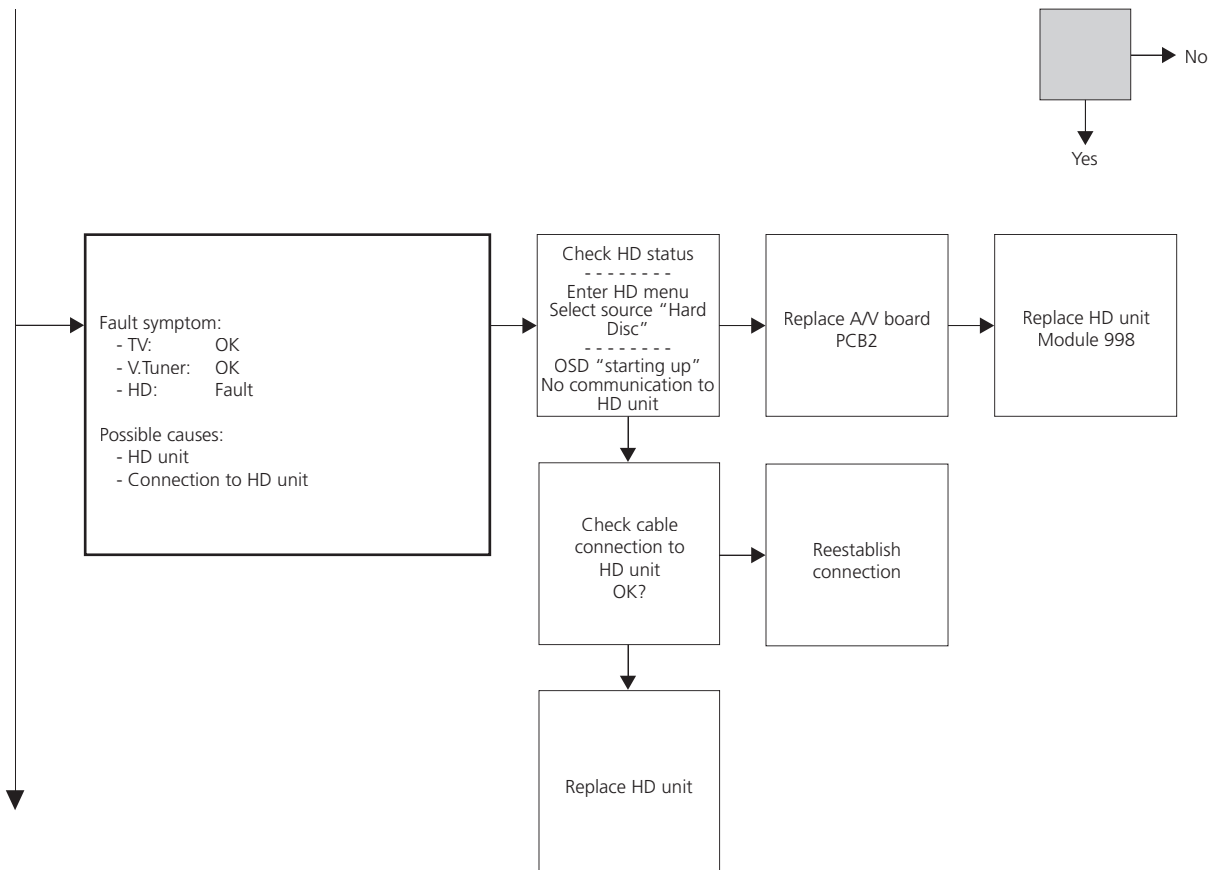 No
Yes
Fault symptom:
- TV: OK
- V.Tuner: OK
- HD: Fault
Possible causes:
- HD unit
- Connection to HD unit
Check HD status
- - - - - - - -
Enter HD menu
Select source “Hard
Disc”
- - - - - - - -
OSD “starting up”
No communication to
HD unit
Replace A/V board
PCB2
Replace HD unit
Module 998
Check cable
connection to
HD unit
OK?
Reestablish
connection
Replace HD unit